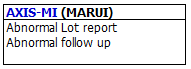 AXIS-MI (MARUI)
Abnormal Lot report
Abnormal follow up